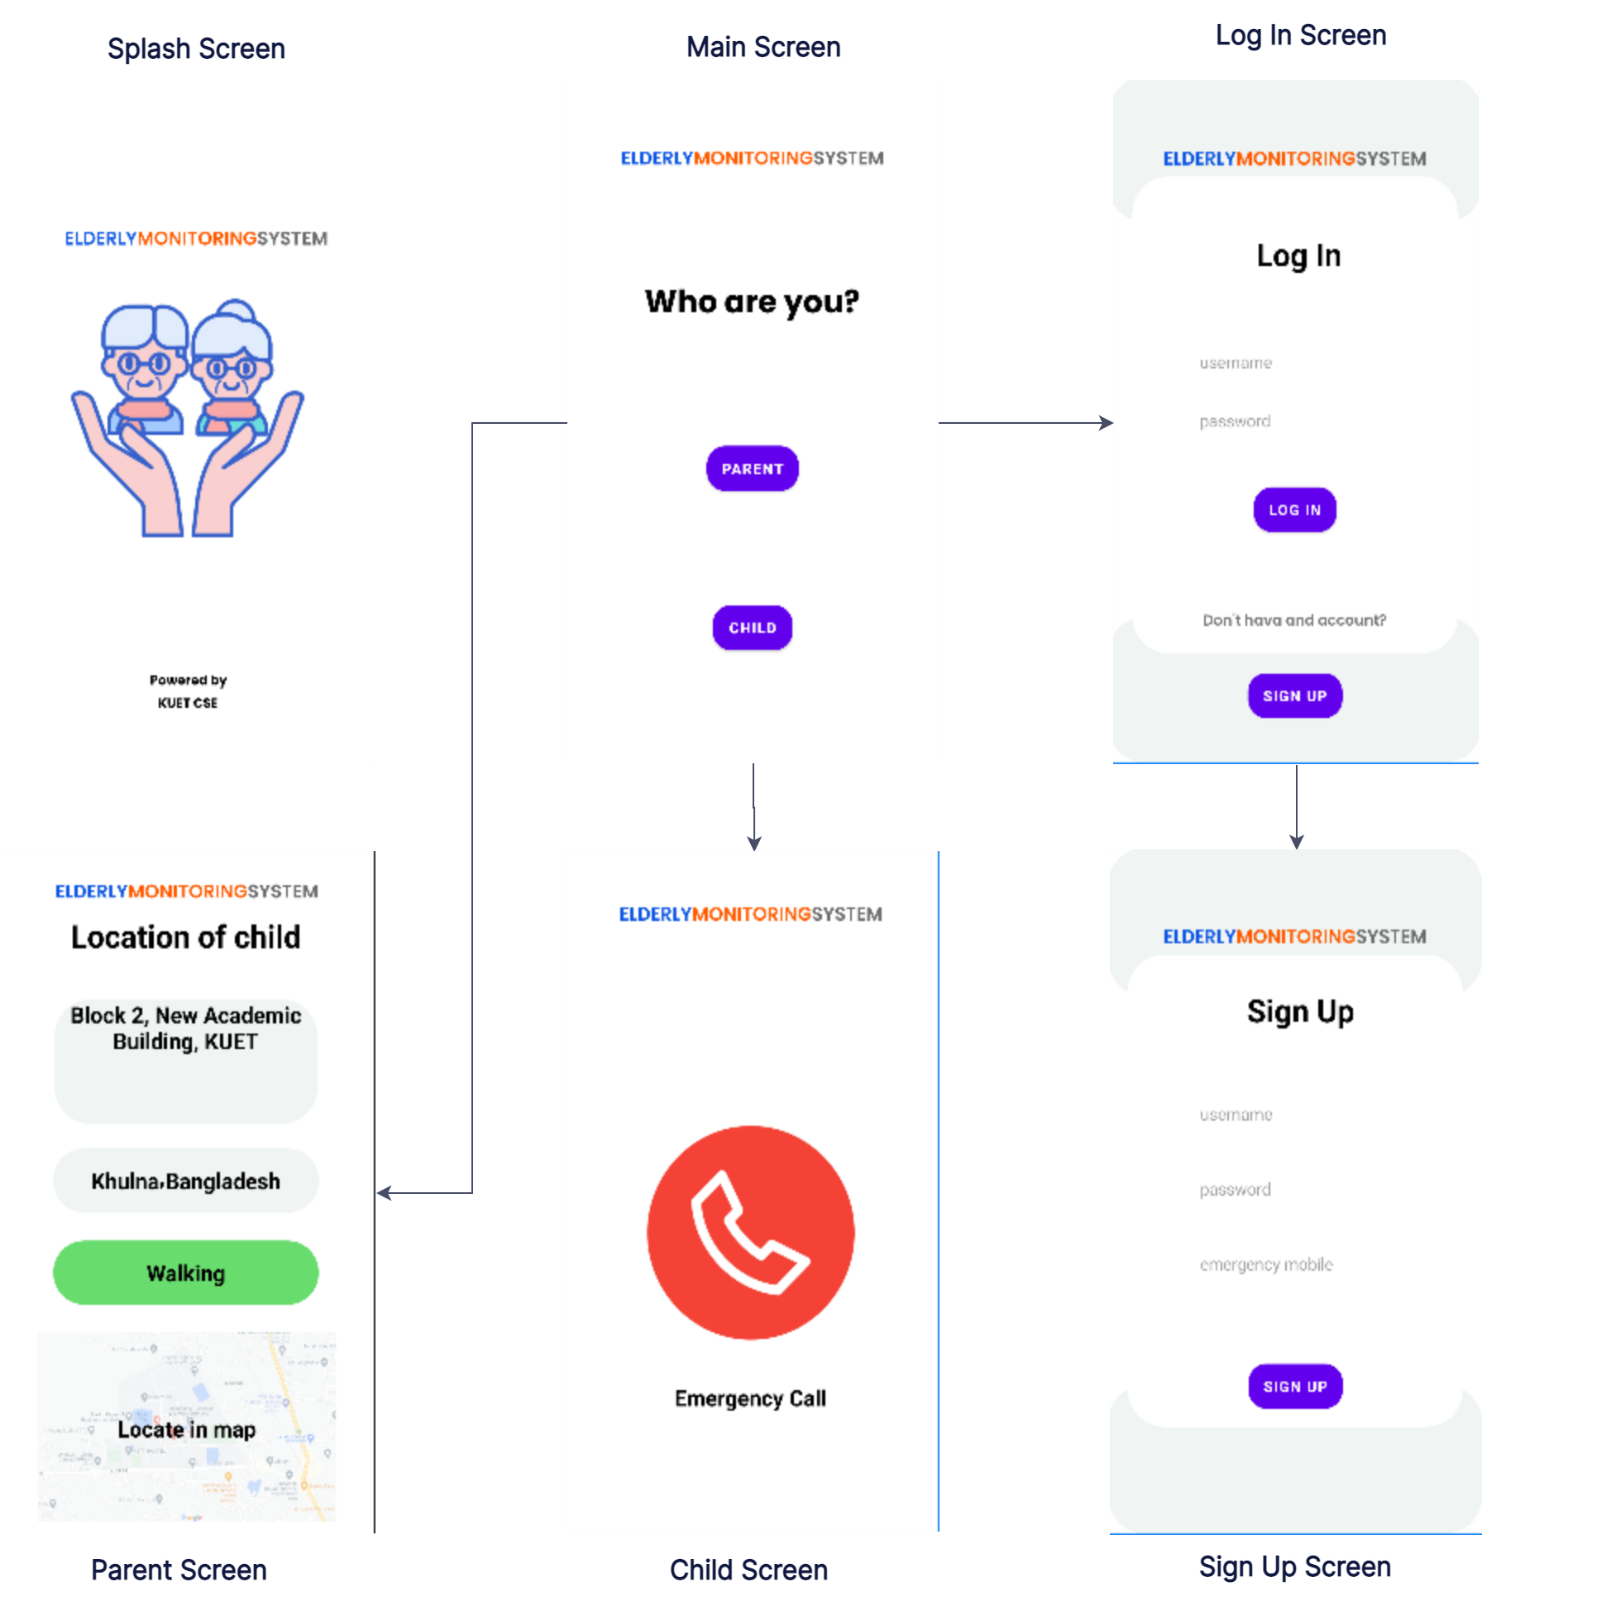 Splash Screen
ELDERLYMONITORINGSYSTEM
Powered by
KUET CSE
Main Screen
ELDERLYMONITORINGSYSTEM
Who are you?
PARENT
CHILD
Log In Screen
ELDERLYMONITORINGSYSTEM
Log In
username
password
LOG IN
Don't hava and account?
SIGN UP
ELDERLYMONITORINGSYSTEM
Location of child
Block 2, New Academic
Building, KUET
Khulna,Bangladesh
Walking
Locate in map
Parent Screen
ELDERLYMONITORINGSYSTEM
Emergency Call
Child Screen
ELDERLYMONITORINGSYSTEM
Sign Up
username
password
emergency mobile
SIGN UP
Sign Up Screen